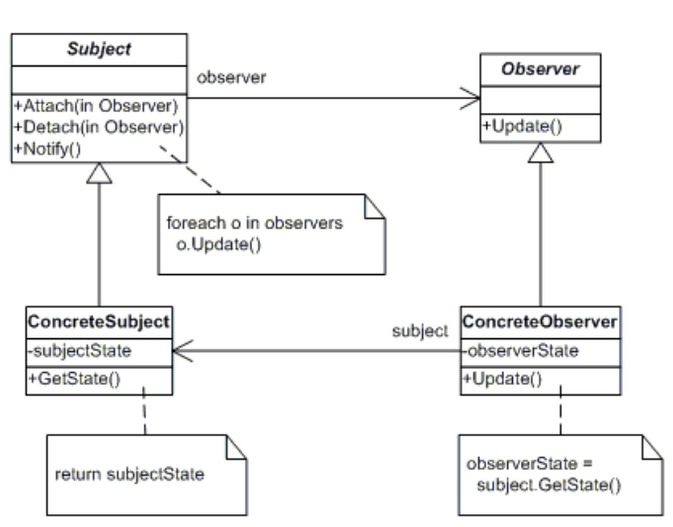 Subject
+Attach(in Observer)
+Detach(in Observer)
+Notify()
observer
Observer
+Update()
foreach o in observers
o.Update()
ConcreteSubject
-subjectState
+GetState()
subject
ConcreteObserver
-observerState
+Update()
return subjectState
observerState =
subject.GetState()